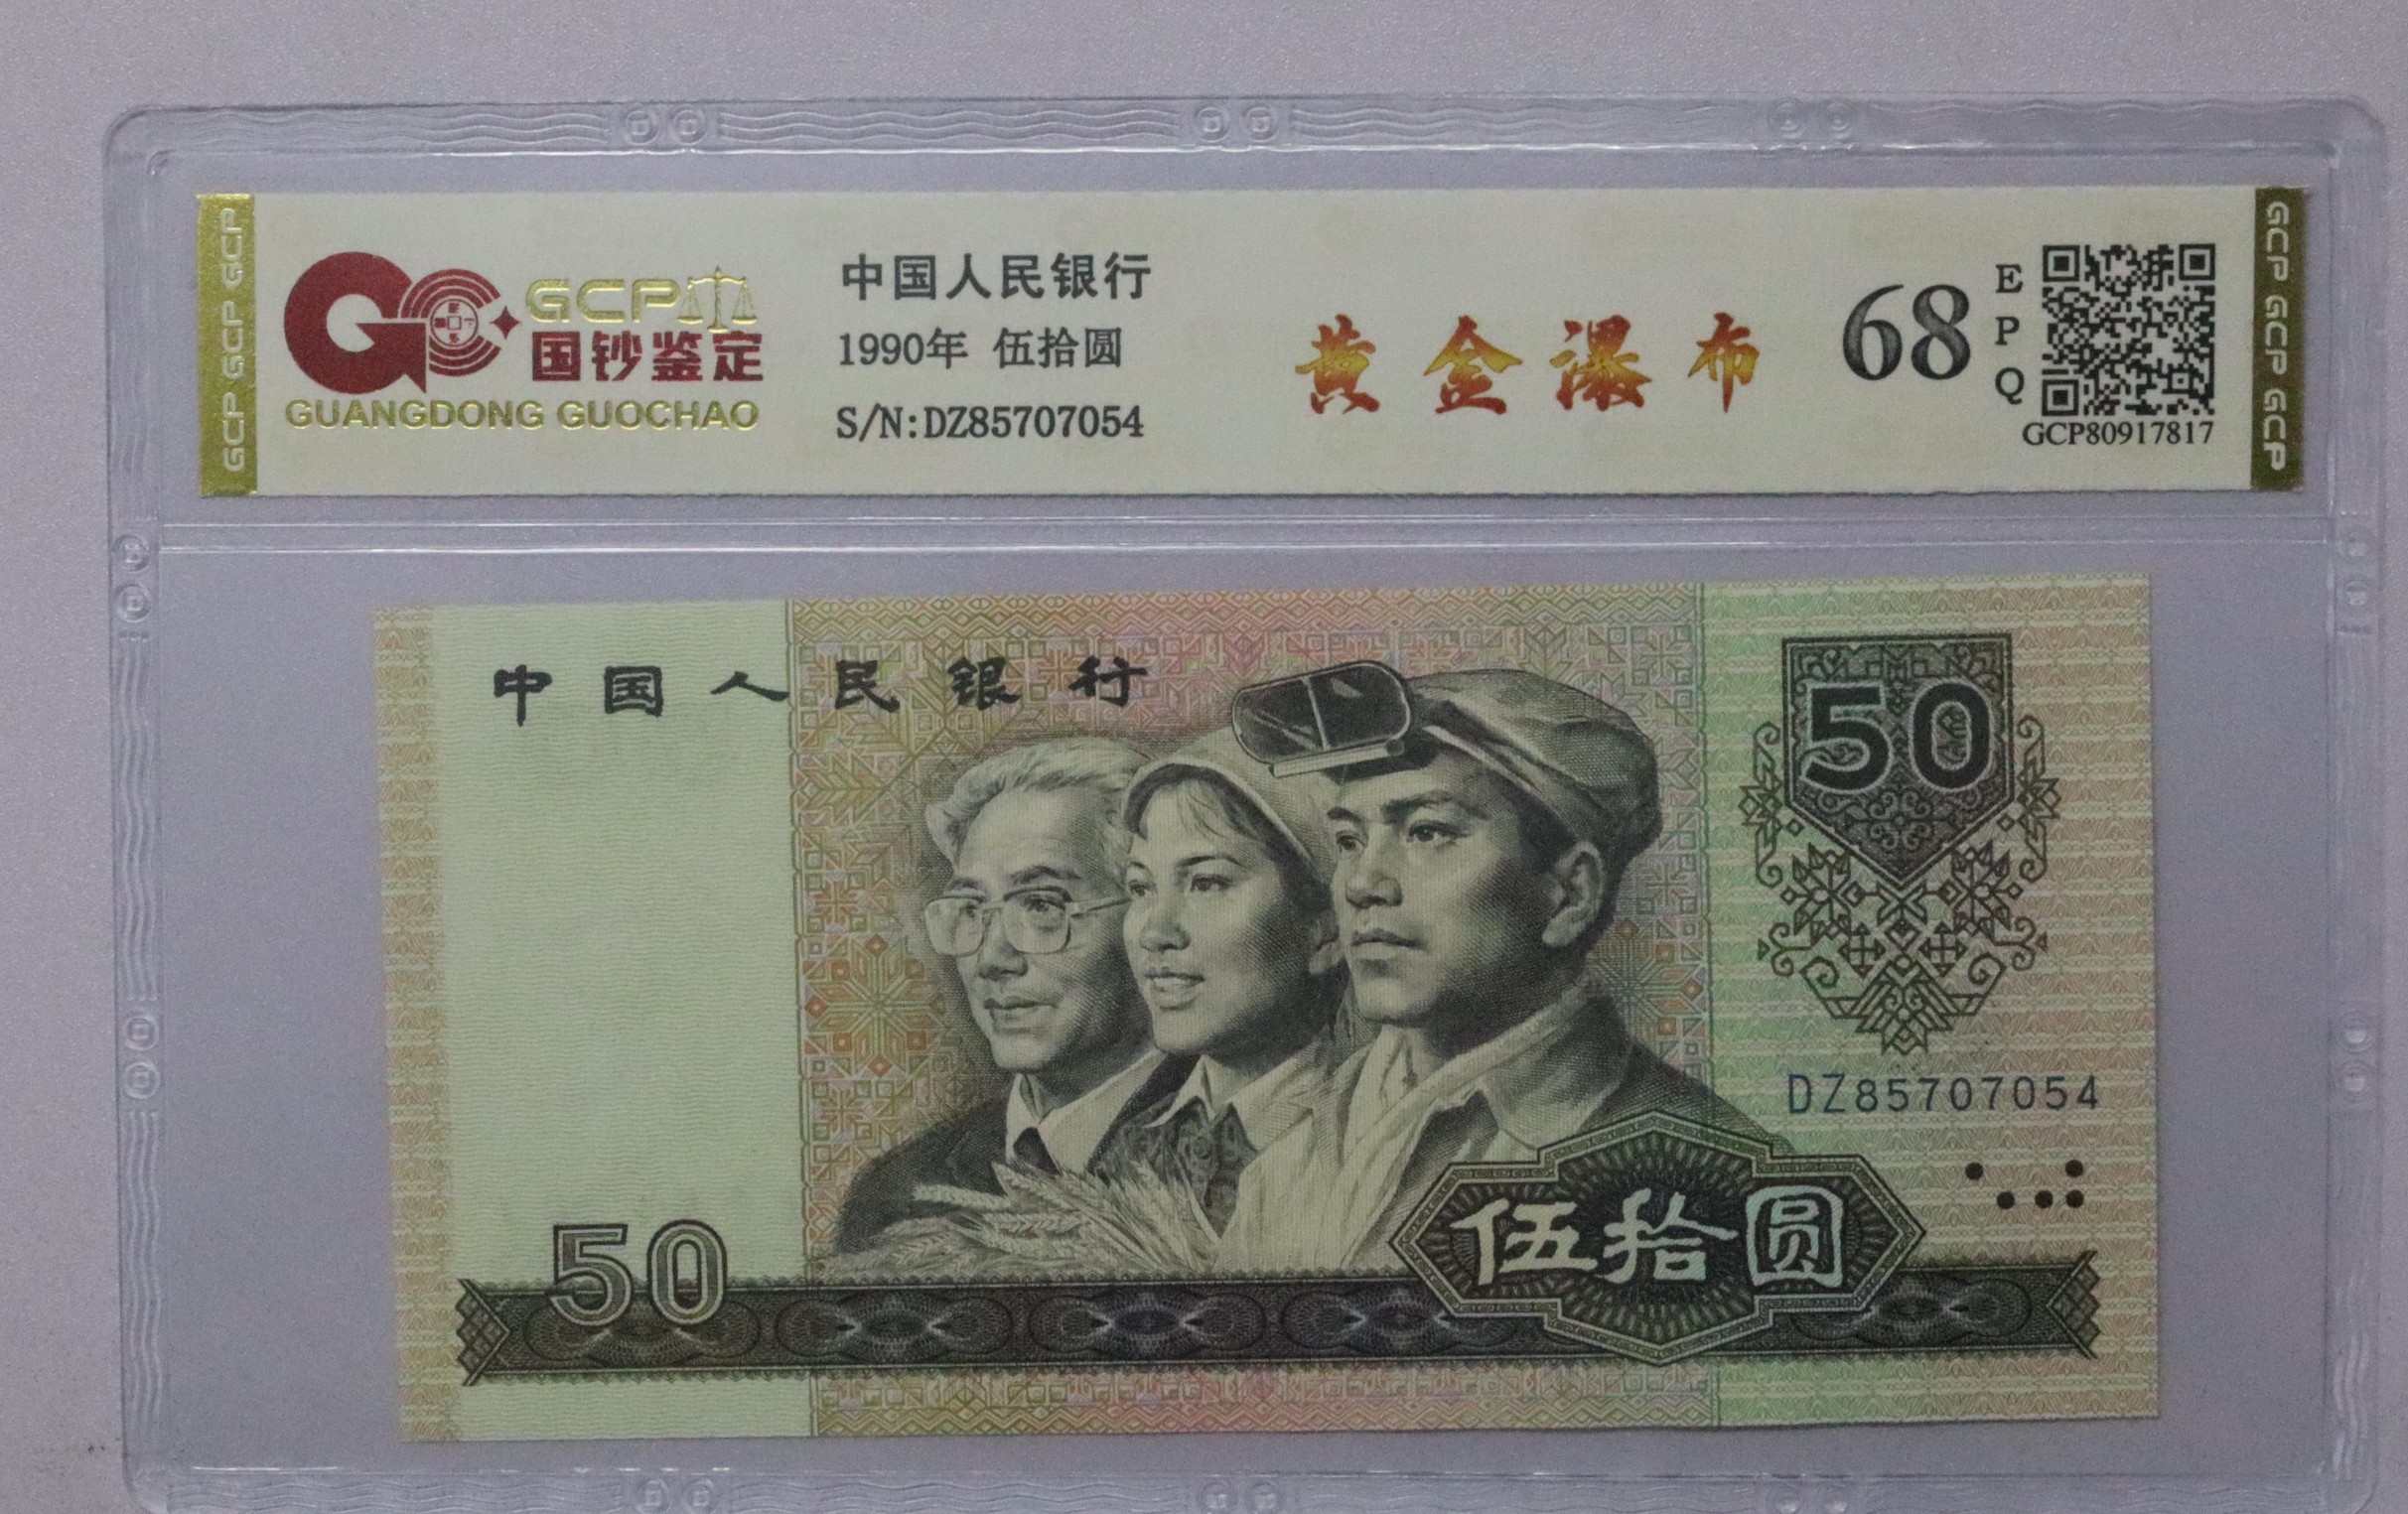 GCP GCP GCP
GCP
国钞鉴定
GUANGDONG GUOCHAO
中国人民银行
1990年 伍拾圆
S/N:DZ85707054
黄金瀑布
68
EPQ
GCP80917817
GCP GCP GCP
中国人民银行
50
DZ85707054
伍拾圆
50